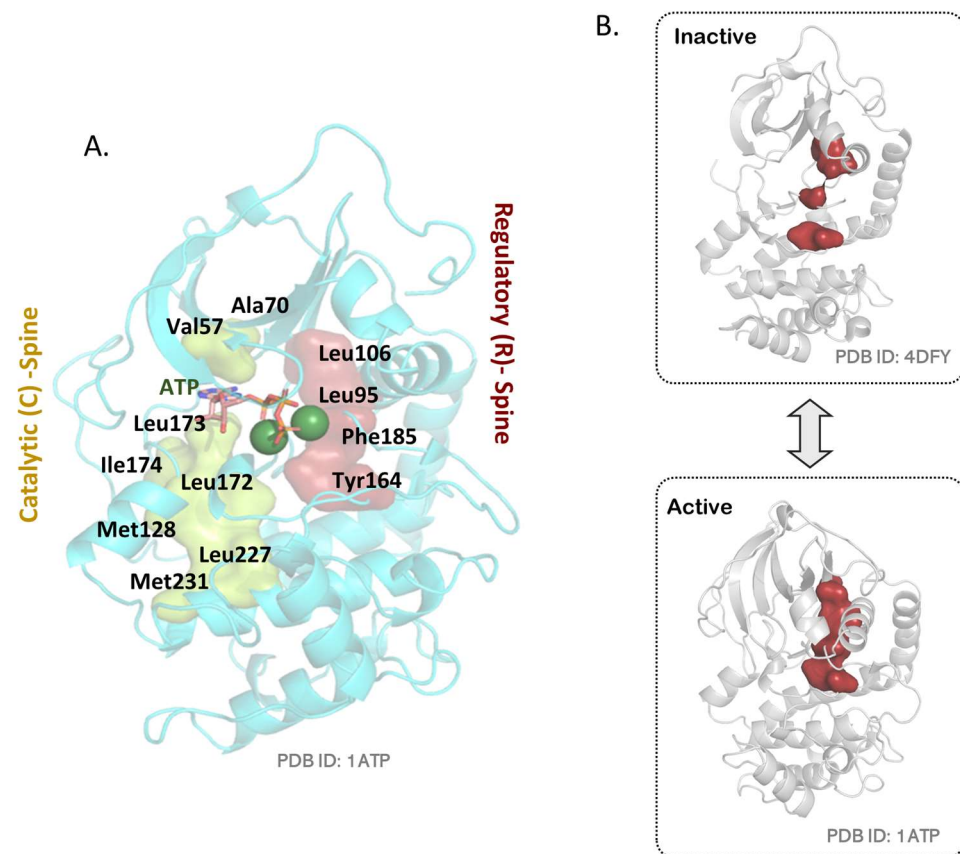 A.
Catalytic (C) -Spine
Regulatory (R)- Spine
Ala70
Val57
ATP
Leu173
Ile174
Leu172
Met128
Leu227
Met231
Leu106
Leu95
Phe185
Tyr164
PDB ID: 1ATP
B.
Inactive
PDB ID: 4DFY
Active
PDB ID: 1ATP